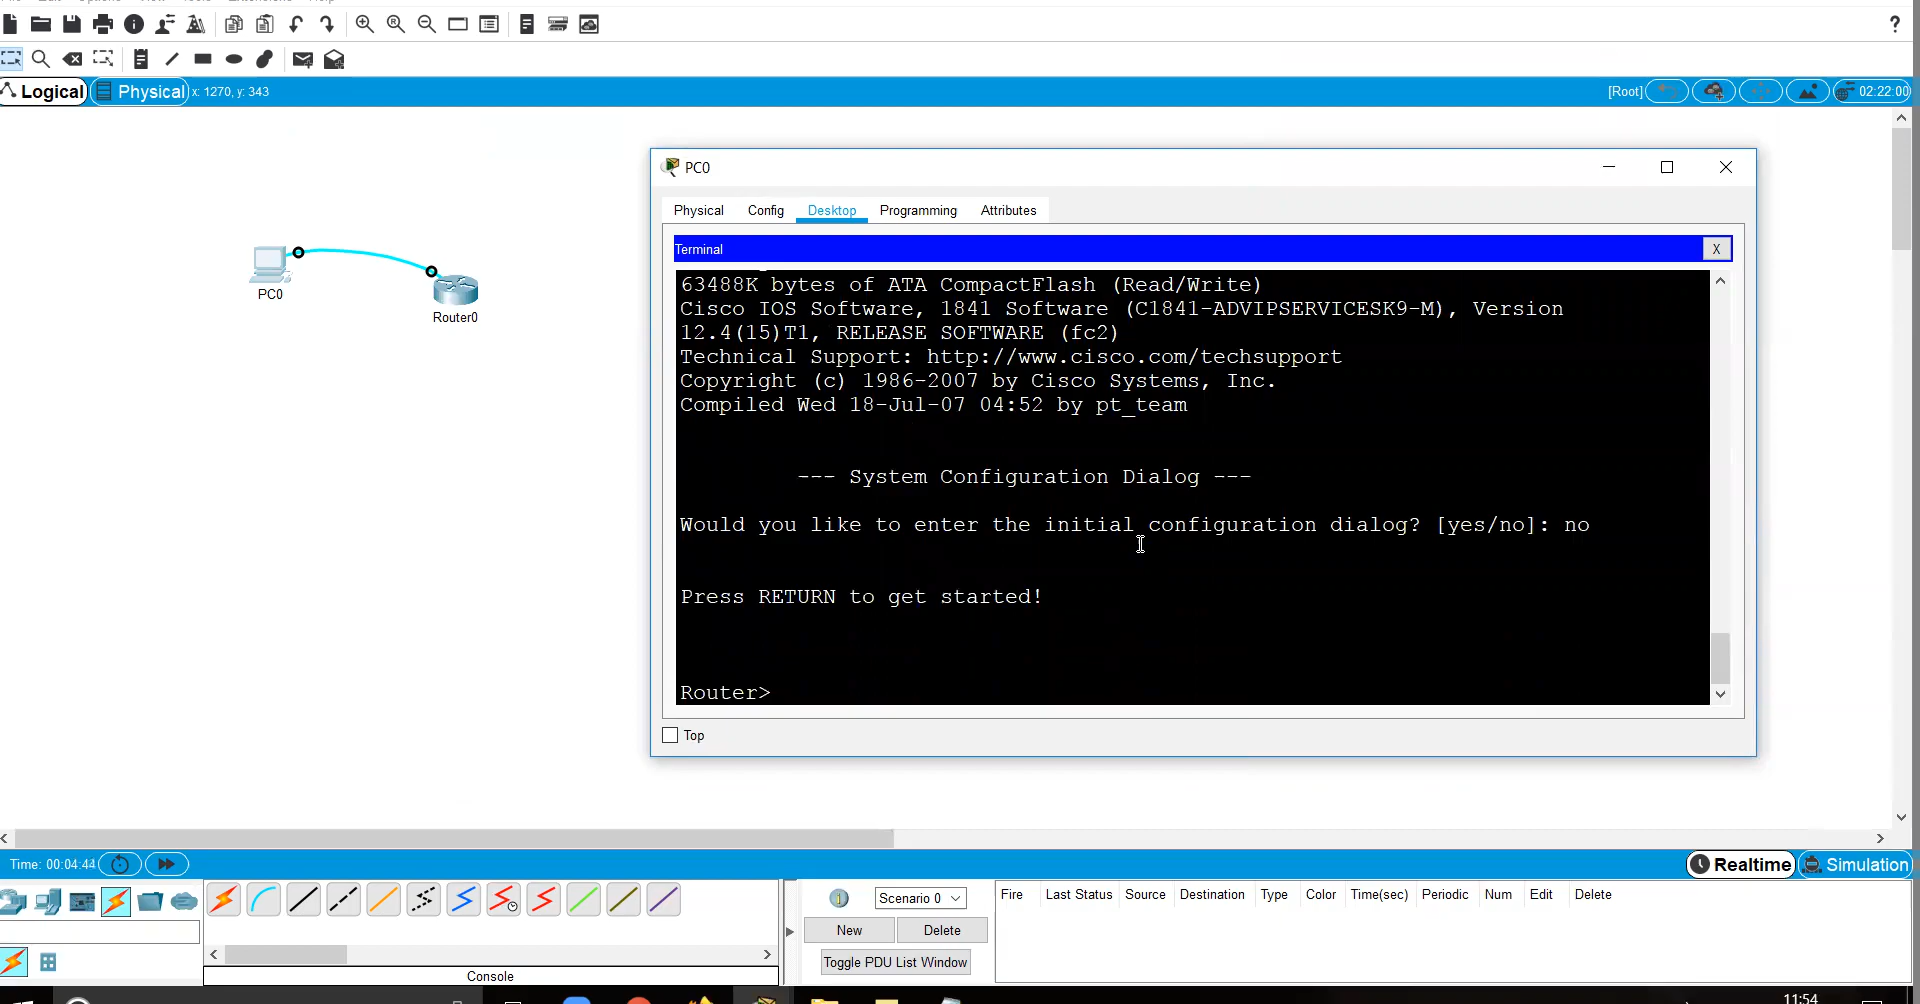 Logical
Physical
x: 1270, y: 343
[Root]
02:22:00
PC0
Router0
PC0
Physical
Config
Desktop
Programming
Attributes
Terminal
X
63488K bytes of ATA CompactFlash (Read/Write)
Cisco IOS Software, 1841 Software (C1841-ADVIPSERVICESK9-M), Version
12.4(15)T1, RELEASE SOFTWARE (fc2)
Technical Support: http://www.cisco.com/techsupport
Copyright (c) 1986-2007 by Cisco Systems, Inc.
Compiled Wed 18-Jul-07 04:52 by pt_team
--- System Configuration Dialog ---
Would you like to enter the initial configuration dialog? [yes/no]: no
Press RETURN to get started!
Router>
Top
Time: 00:04:44
Realtime
Simulation
Scenario 0
New
Delete
Toggle PDU List Window
Fire
Last Status
Source
Destination
Type
Color
Time(sec)
Periodic
Num
Edit
Delete
Console
11:54